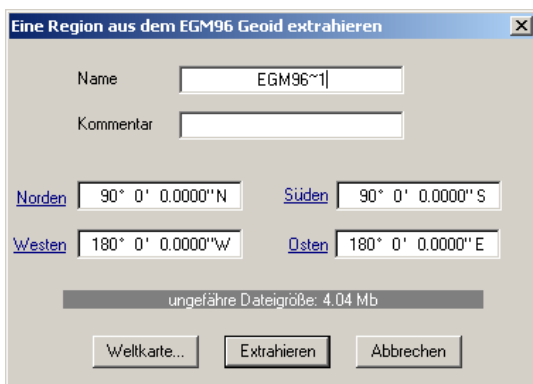 Eine Region aus dem EGM96 Geoid extrahieren
Name EGM96~1
Kommentar
Norden 90° 0' 0.0000"N Süden 90° 0' 0.0000"S
Westen 180° 0' 0.0000"W Osten 180° 0' 0.0000"E
ungefähre Dateigröße: 4.04 Mb
Weltkarte... Extrahieren Abbrechen